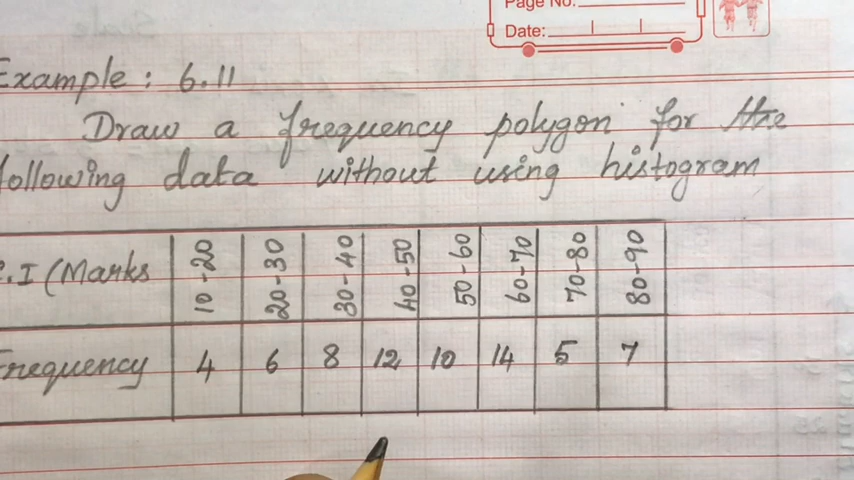 Page No:
Date:
Example: 6.11
Draw a frequency polygon for the
following data without using histogram
C.I (Marks 10-20 20-30 30-40 40-50 50-60 60-70 70-80 80-90
Frequency 4 6 8 12 10 14 5 7